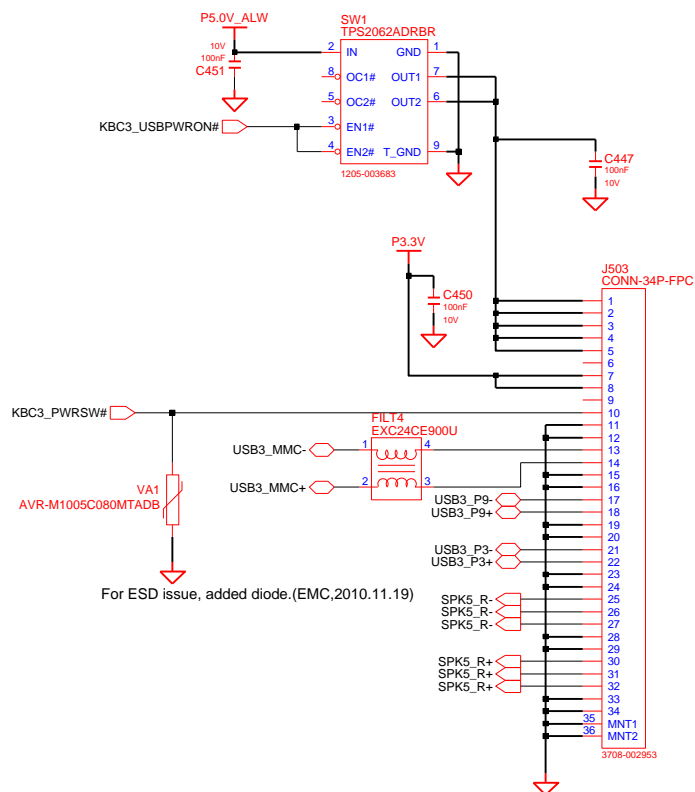 P5.0V_ALW
10V
100nF
C451
SW1
TPS2062ADRBR
2 IN GND 1
8 OC1# OUT1 7
5 OC2# OUT2 6
KBC3_USBPWRON# 3 EN1#
4 EN2# T_GND 9
1205-003683
C447
100nF
10V
P3.3V
C450
100nF
10V
J503
CONN-34P-FPC
1
2
3
4
5
6
7
8
9
KBC3_PWRSW# 10
11
12
FILT4
EXC24CE900U
USB3_MMC- 1 4 13
14
USB3_MMC+ 2 3
15
16
USB3_P9- 17
USB3_P9+ 18
19
20
USB3_P3- 21
USB3_P3+ 22
23
24
SPK5_R- 25
SPK5_R- 26
SPK5_R- 27
28
29
SPK5_R+ 30
SPK5_R+ 31
SPK5_R+ 32
33
34
35 MNT1
36 MNT2
3708-002953
VA1
AVR-M1005C080MTADB
For ESD issue, added diode.(EMC,2010.11.19)